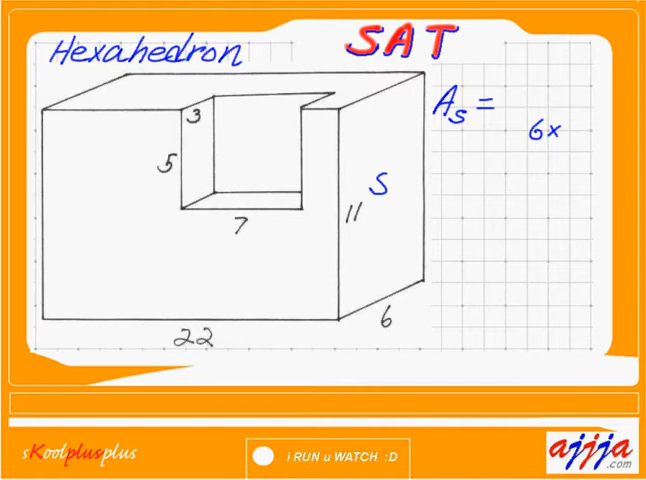 Hexahedron
SAT
3
5
7
11
22
6
S
As =
6x
sKoolplusplus
i RUN u WATCH :D
ajjja
.com